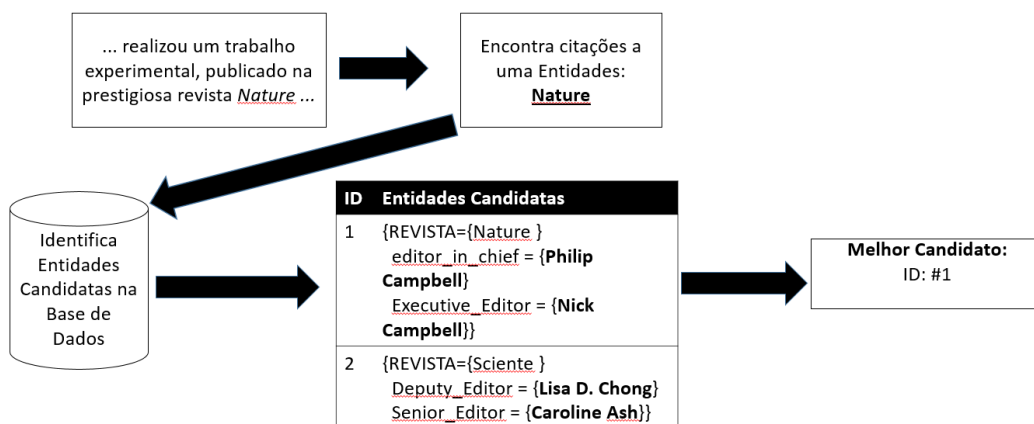 ... realizou um trabalho
experimental, publicado na
prestigiosa revista Nature ...
Encontra citações a
uma Entidades:
Nature
Identifica
Entidades
Candidatas na
Base de
Dados
ID Entidades Candidatas
1 {REVISTA={Nature }
editor_in_chief = {Philip
Campbell}
Executive_Editor = {Nick
Campbell}}
2 {REVISTA={Sciente }
Deputy_Editor = {Lisa D. Chong}
Senior_Editor = {Caroline Ash}}
Melhor Candidato:
ID: #1